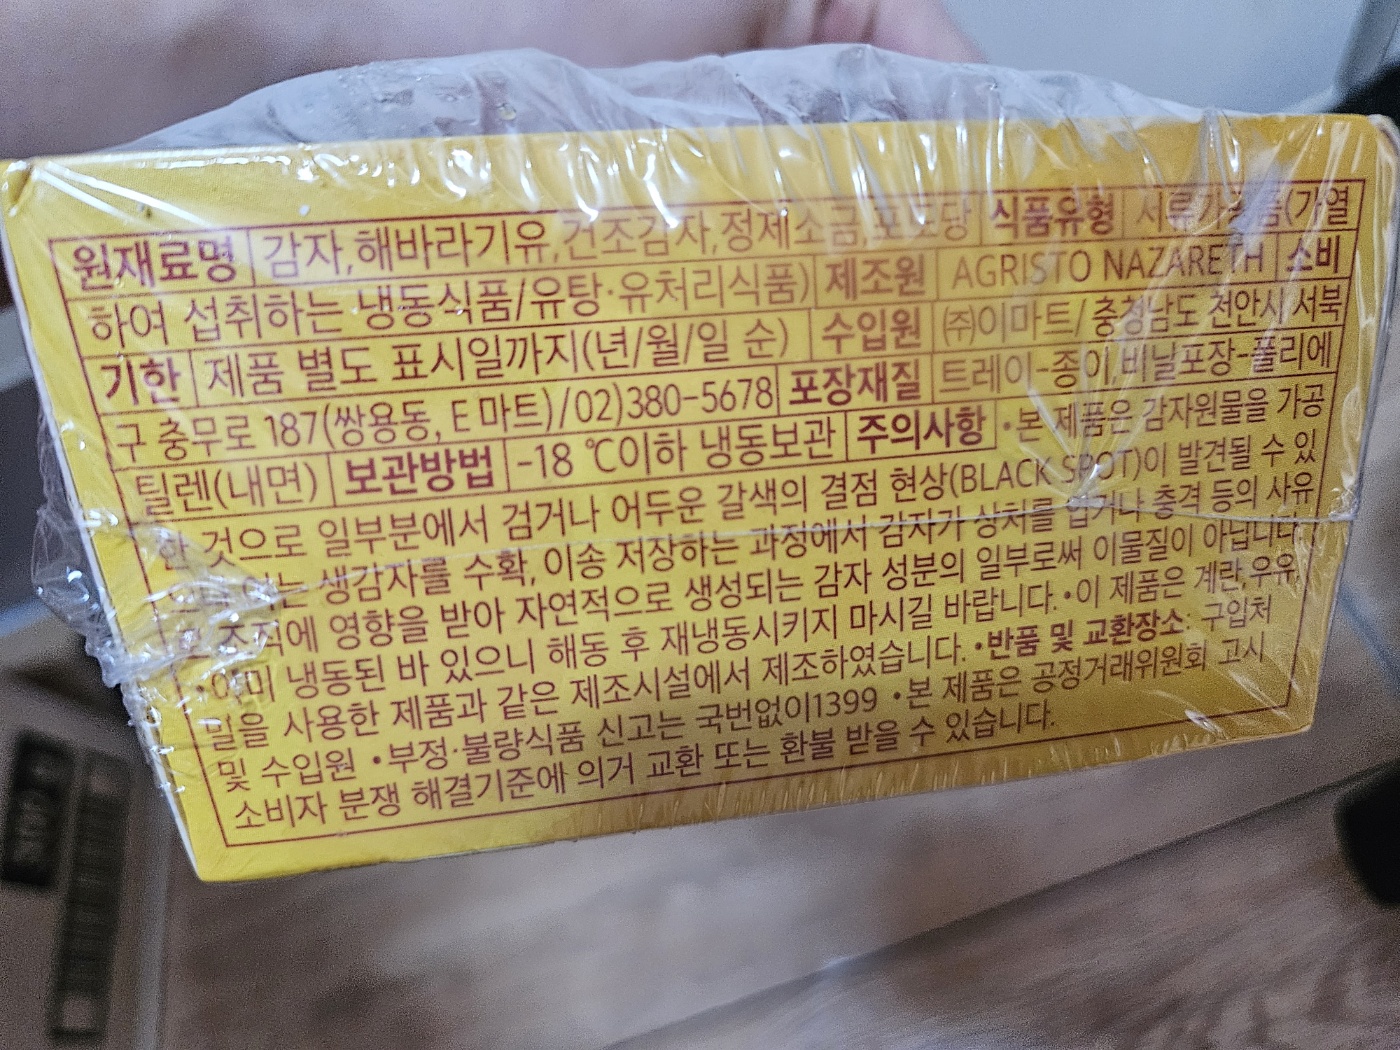 원재료명 감자,해바라기유,건조감자,정제소금,포도당 식품유형 서류가공품(가열
하여 섭취하는 냉동식품/유탕·유처리식품) 제조원 AGRISTO NAZARETH 소비
기한 제품 별도 표시일까지(년/월/일 순) 수입원 ㈜이마트/충청남도 천안시 서북
구 충무로 187(쌍용동, E마트)/02)380-5678 포장재질 트레이-종이,비닐포장-폴리에
틸렌(내면) 보관방법 -18 ℃이하 냉동보관 주의사항 •본 제품은 감자원물을 가공
한 것으로 일부분에서 검거나 어두운 갈색의 결점 현상(BLACK SPOT)이 발견될 수 있
생감자를 수확, 이송 저장하는 과정에서 감자가 상처를 입거나 충격 등의 사유
조직에 영향을 받아 자연적으로 생성되는 감자 성분의 일부로써 이물질이 아닙니다.
•이미 냉동된 바 있으니 해동 후 재냉동시키지 마시길 바랍니다. •이 제품은 계란,우유,
밀을 사용한 제품과 같은 제조시설에서 제조하였습니다. •반품 및 교환장소: 구입처
및 수입원 •부정·불량식품 신고는 국번없이1399 •본 제품은 공정거래위원회 고시
소비자 분쟁 해결기준에 의거 교환 또는 환불 받을 수 있습니다.